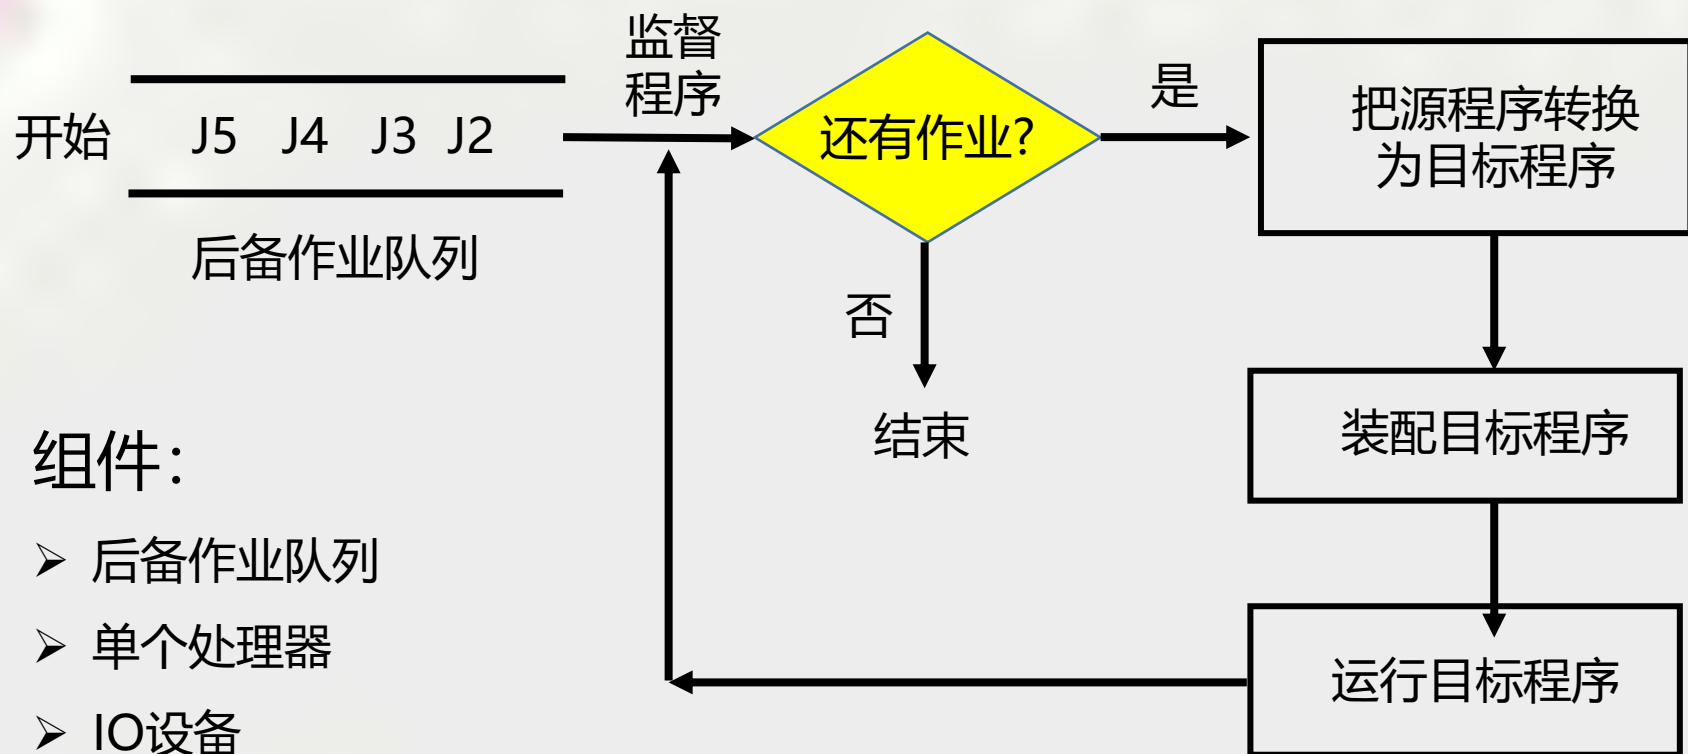 监督
程序
开始
J5 J4 J3 J2
后备作业队列
还有作业?
是
否
结束
把源程序转换
为目标程序
装配目标程序
运行目标程序
组件：
➢ 后备作业队列
➢ 单个处理器
➢ IO设备